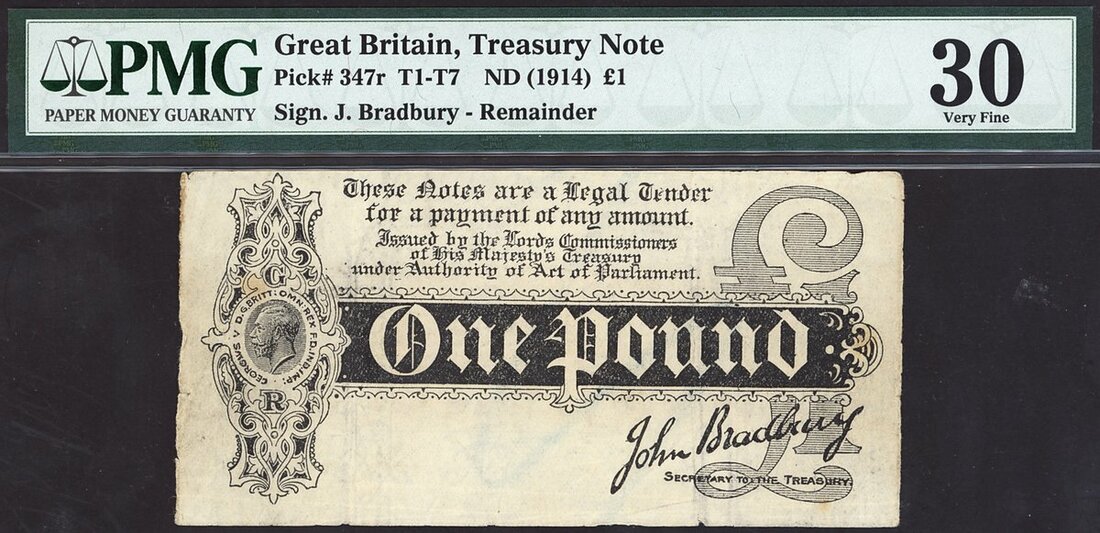 PMG
PAPER MONEY GUARANTY
Great Britain, Treasury Note
Pick# 347r T1-T7 ND (1914) £1
Sign. J. Bradbury - Remainder
30
Very Fine
These Notes are a Legal Tender
for a payment of any amount.
Issued by the Lords Commissioners
of His Majesty's Treasury
under Authority of Act of Parliament.
£
G
GEORGIVS V D.G.BRITT: OMN: REX F.D. IND: IMP:
R
One Pound
£1
John Bradbury
SECRETARY TO THE TREASURY.